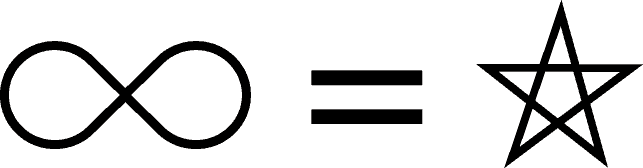 ∞ = ⛤